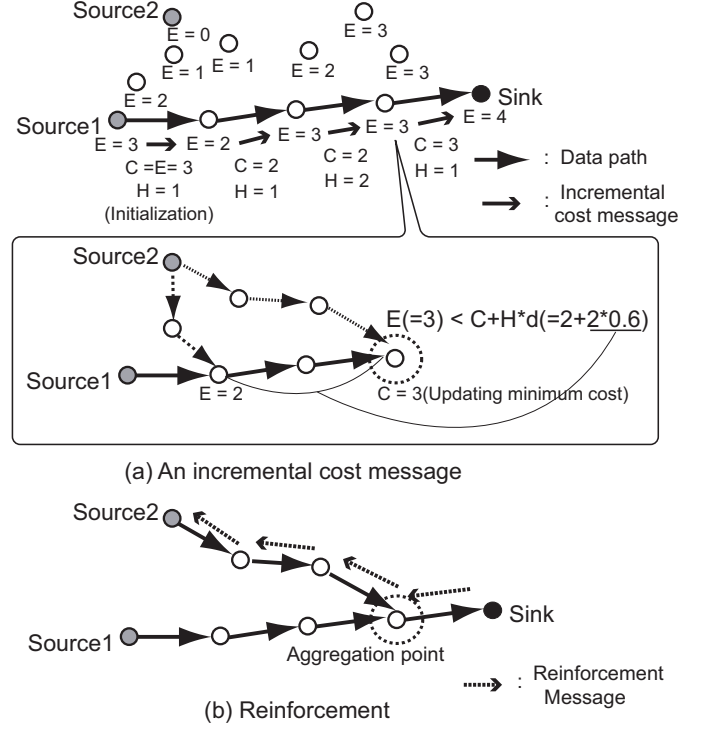 Source2
E = 0
E = 3
E = 1
E = 1
E = 2
E = 3
E = 2
Sink
Source1
E = 3
E = 2
E = 3
E = 3
E = 4
C =E= 3
H = 1
(Initialization)
C = 2
H = 1
C = 2
H = 2
C = 3
H = 1
: Data path
: Incremental
cost message
Source2
E(=3) < C+H*d(=2+2*0.6)
Source1
E = 2
C = 3(Updating minimum cost)
(a) An incremental cost message
Source2
Sink
Source1
Aggregation point
: Reinforcement
Message
(b) Reinforcement